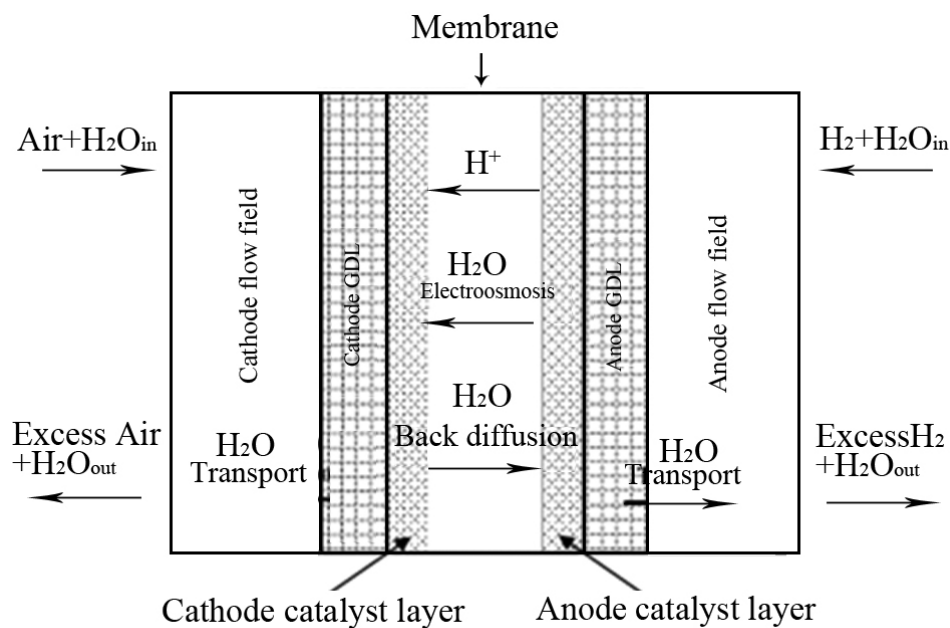 Membrane
Air+H₂Oin
H₂+H₂Oin
H⁺
Cathode flow field
Cathode GDL
H₂O
Electroosmosis
Anode GDL
Anode flow field
H₂O
Back diffusion
Excess Air
+H₂Oout
H₂O
Transport
H₂O
Transport
ExcessH₂
+H₂Oout
Cathode catalyst layer
Anode catalyst layer